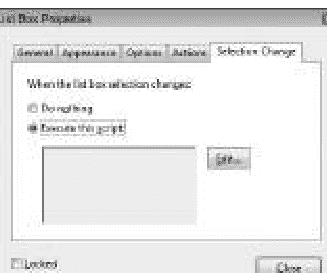 List Box Properties
General Appearance Options Actions Selection Change
When the list box selection changes:
Do nothing
Execute this script:
Edit...
Locked
Close